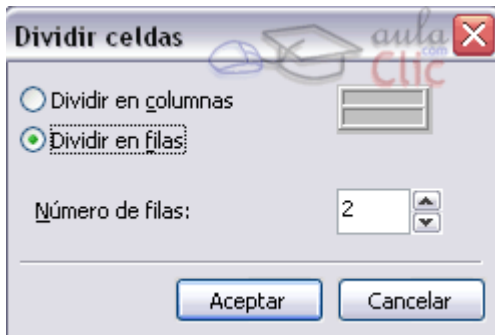 Dividir celdas
aula
.com
Clic
Dividir en columnas
Dividir en filas
Número de filas: 2
Aceptar Cancelar